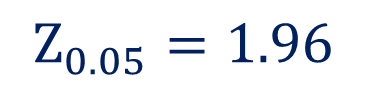 Z₀.₀₅ = 1.96